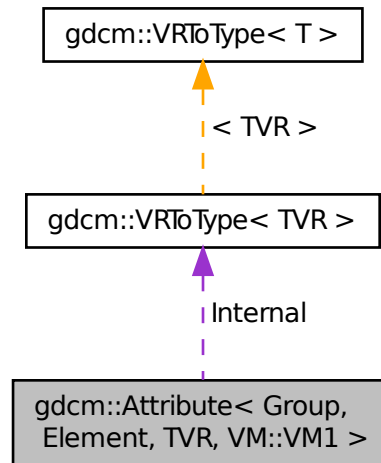 gdcm::VRToType< T >
< TVR >
gdcm::VRToType< TVR >
Internal
gdcm::Attribute< Group,
Element, TVR, VM::VM1 >